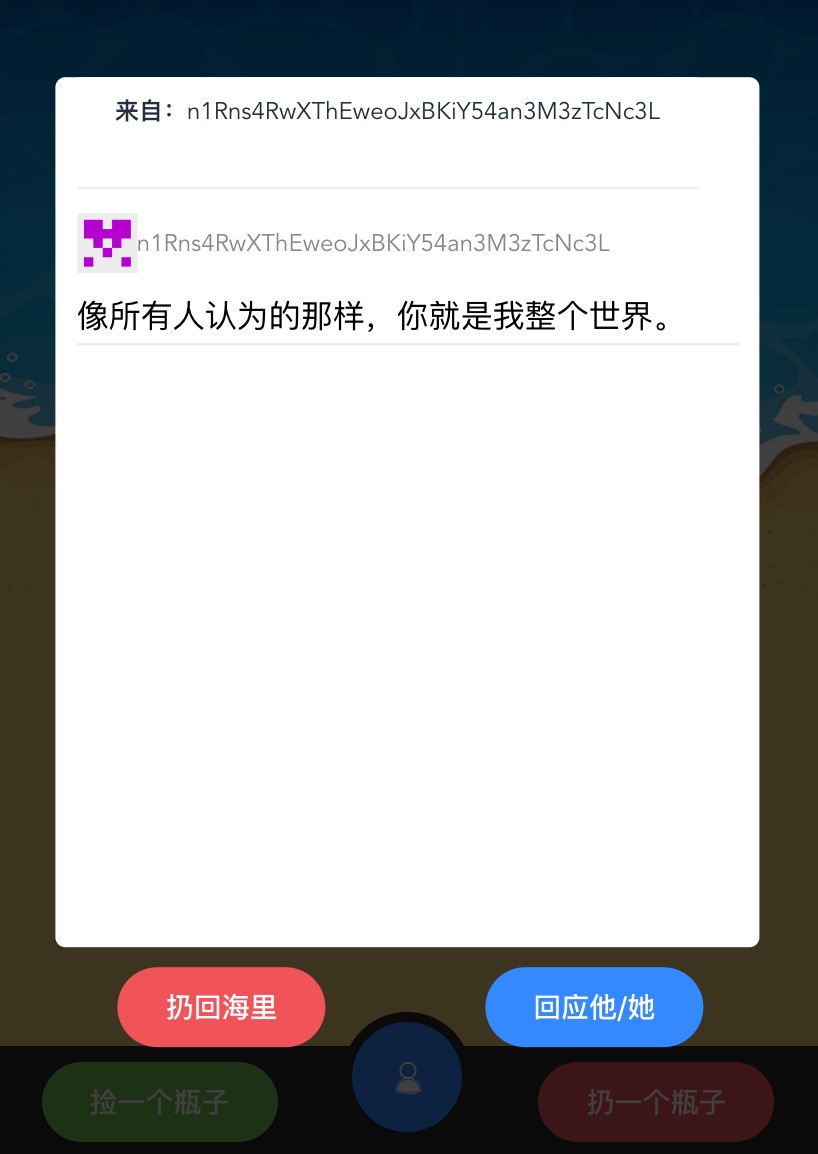 来自：n1Rns4RwXThEweoJxBKiY54an3M3zTcNc3L
n1Rns4RwXThEweoJxBKiY54an3M3zTcNc3L
像所有人认为的那样，你就是我整个世界。
扔回海里
回应他/她
捡一个瓶子
扔一个瓶子